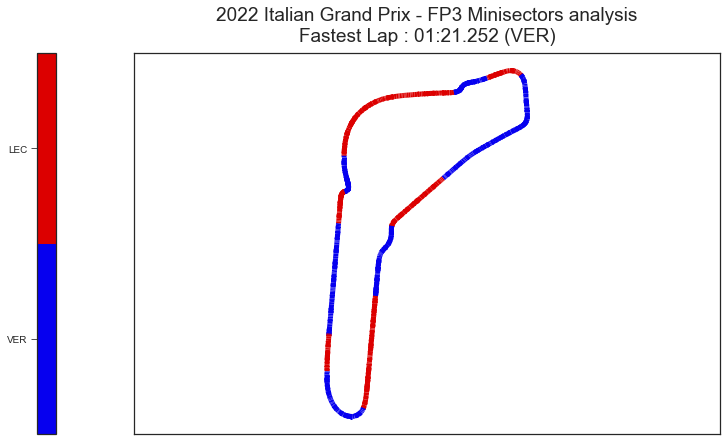 2022 Italian Grand Prix - FP3 Minisectors analysis
Fastest Lap : 01:21.252 (VER)
LEC
VER